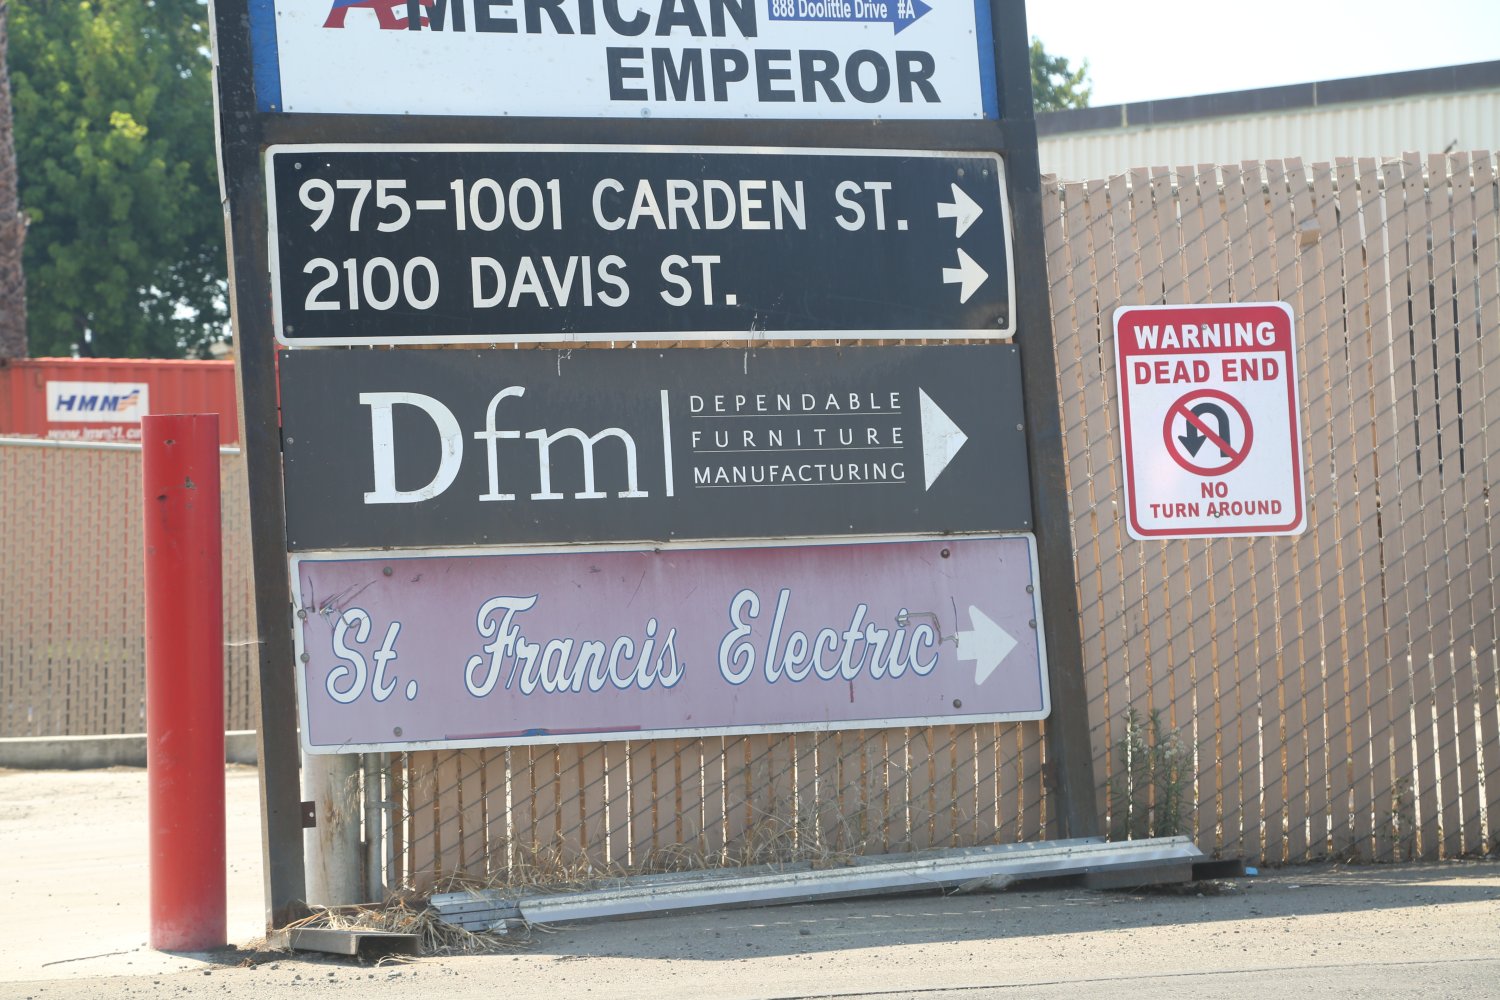 AMERICAN
888 Doolittle Drive #A
EMPEROR
975-1001 CARDEN ST.
2100 DAVIS ST.
Dfm
DEPENDABLE
FURNITURE
MANUFACTURING
St. Francis Electric
WARNING
DEAD END
NO
TURN AROUND
HMM